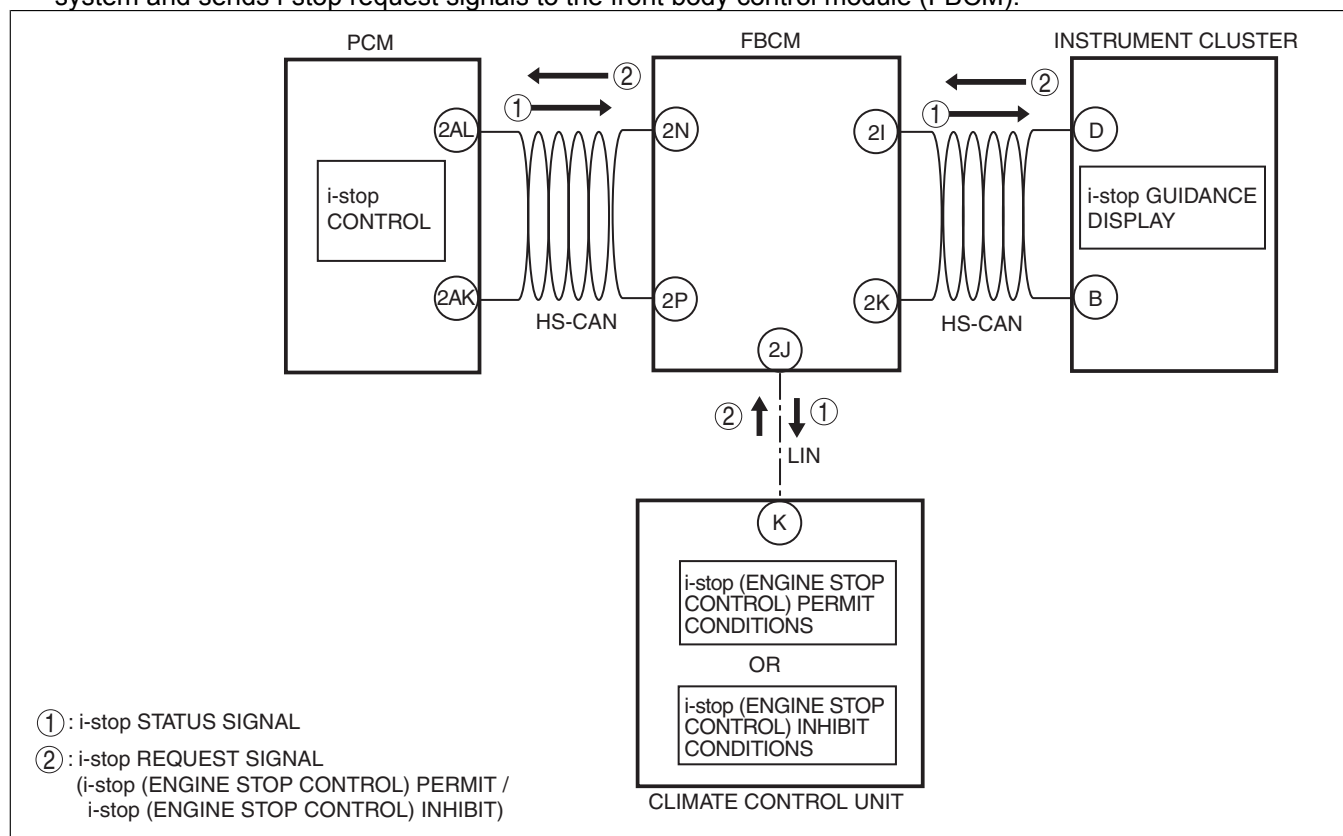 system and sends i-stop request signals to the front body control module (FBCM).
PCM
FBCM
INSTRUMENT CLUSTER
②
②
①
①
2AL
2N
2I
D
i-stop
CONTROL
i-stop GUIDANCE
DISPLAY
2AK
2P
2K
B
HS-CAN
HS-CAN
2J
②
①
LIN
K
i-stop (ENGINE STOP
CONTROL) PERMIT
CONDITIONS
OR
i-stop (ENGINE STOP
CONTROL) INHIBIT
CONDITIONS
CLIMATE CONTROL UNIT
① : i-stop STATUS SIGNAL
② : i-stop REQUEST SIGNAL
(i-stop (ENGINE STOP CONTROL) PERMIT /
i-stop (ENGINE STOP CONTROL) INHIBIT)